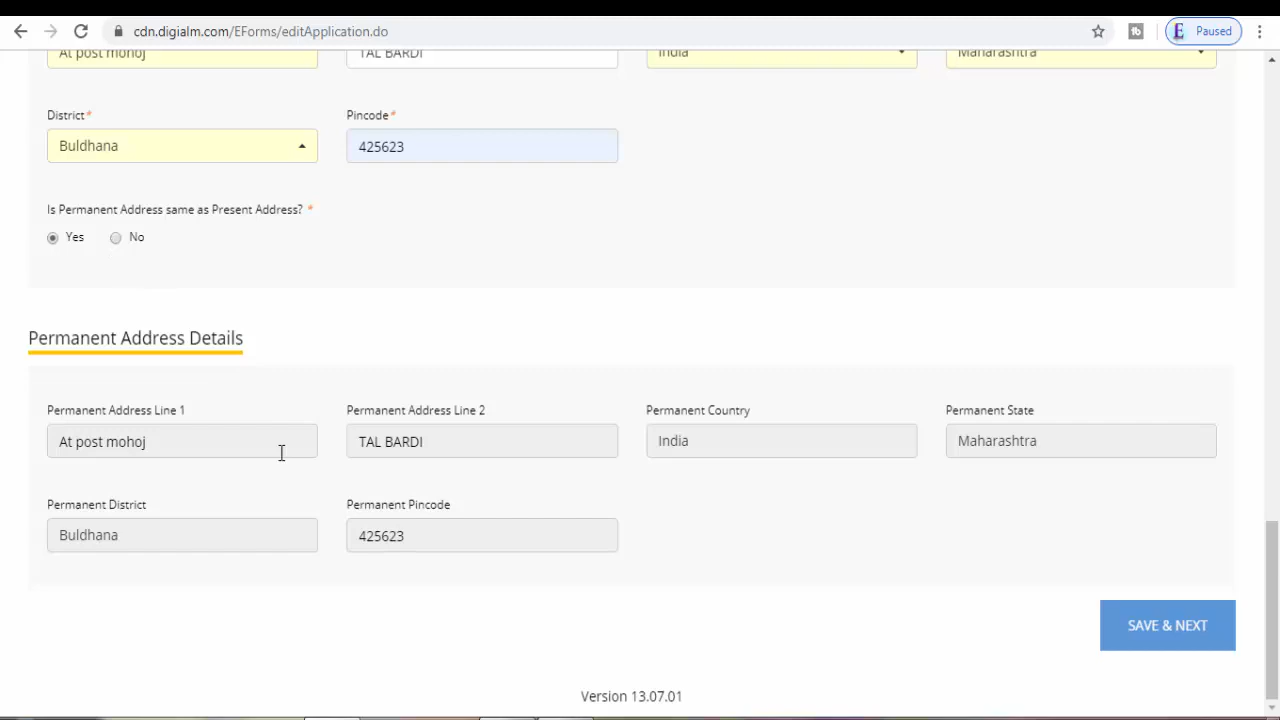 cdn.digialm.com/EForms/editApplication.do
Paused
At post mohoj TAL BARDI India Maharashtra
District* Pincode*
Buldhana 425623
Is Permanent Address same as Present Address? *
Yes No
Permanent Address Details
Permanent Address Line 1 Permanent Address Line 2 Permanent Country Permanent State
At post mohoj TAL BARDI India Maharashtra
Permanent District Permanent Pincode
Buldhana 425623
SAVE & NEXT
Version 13.07.01